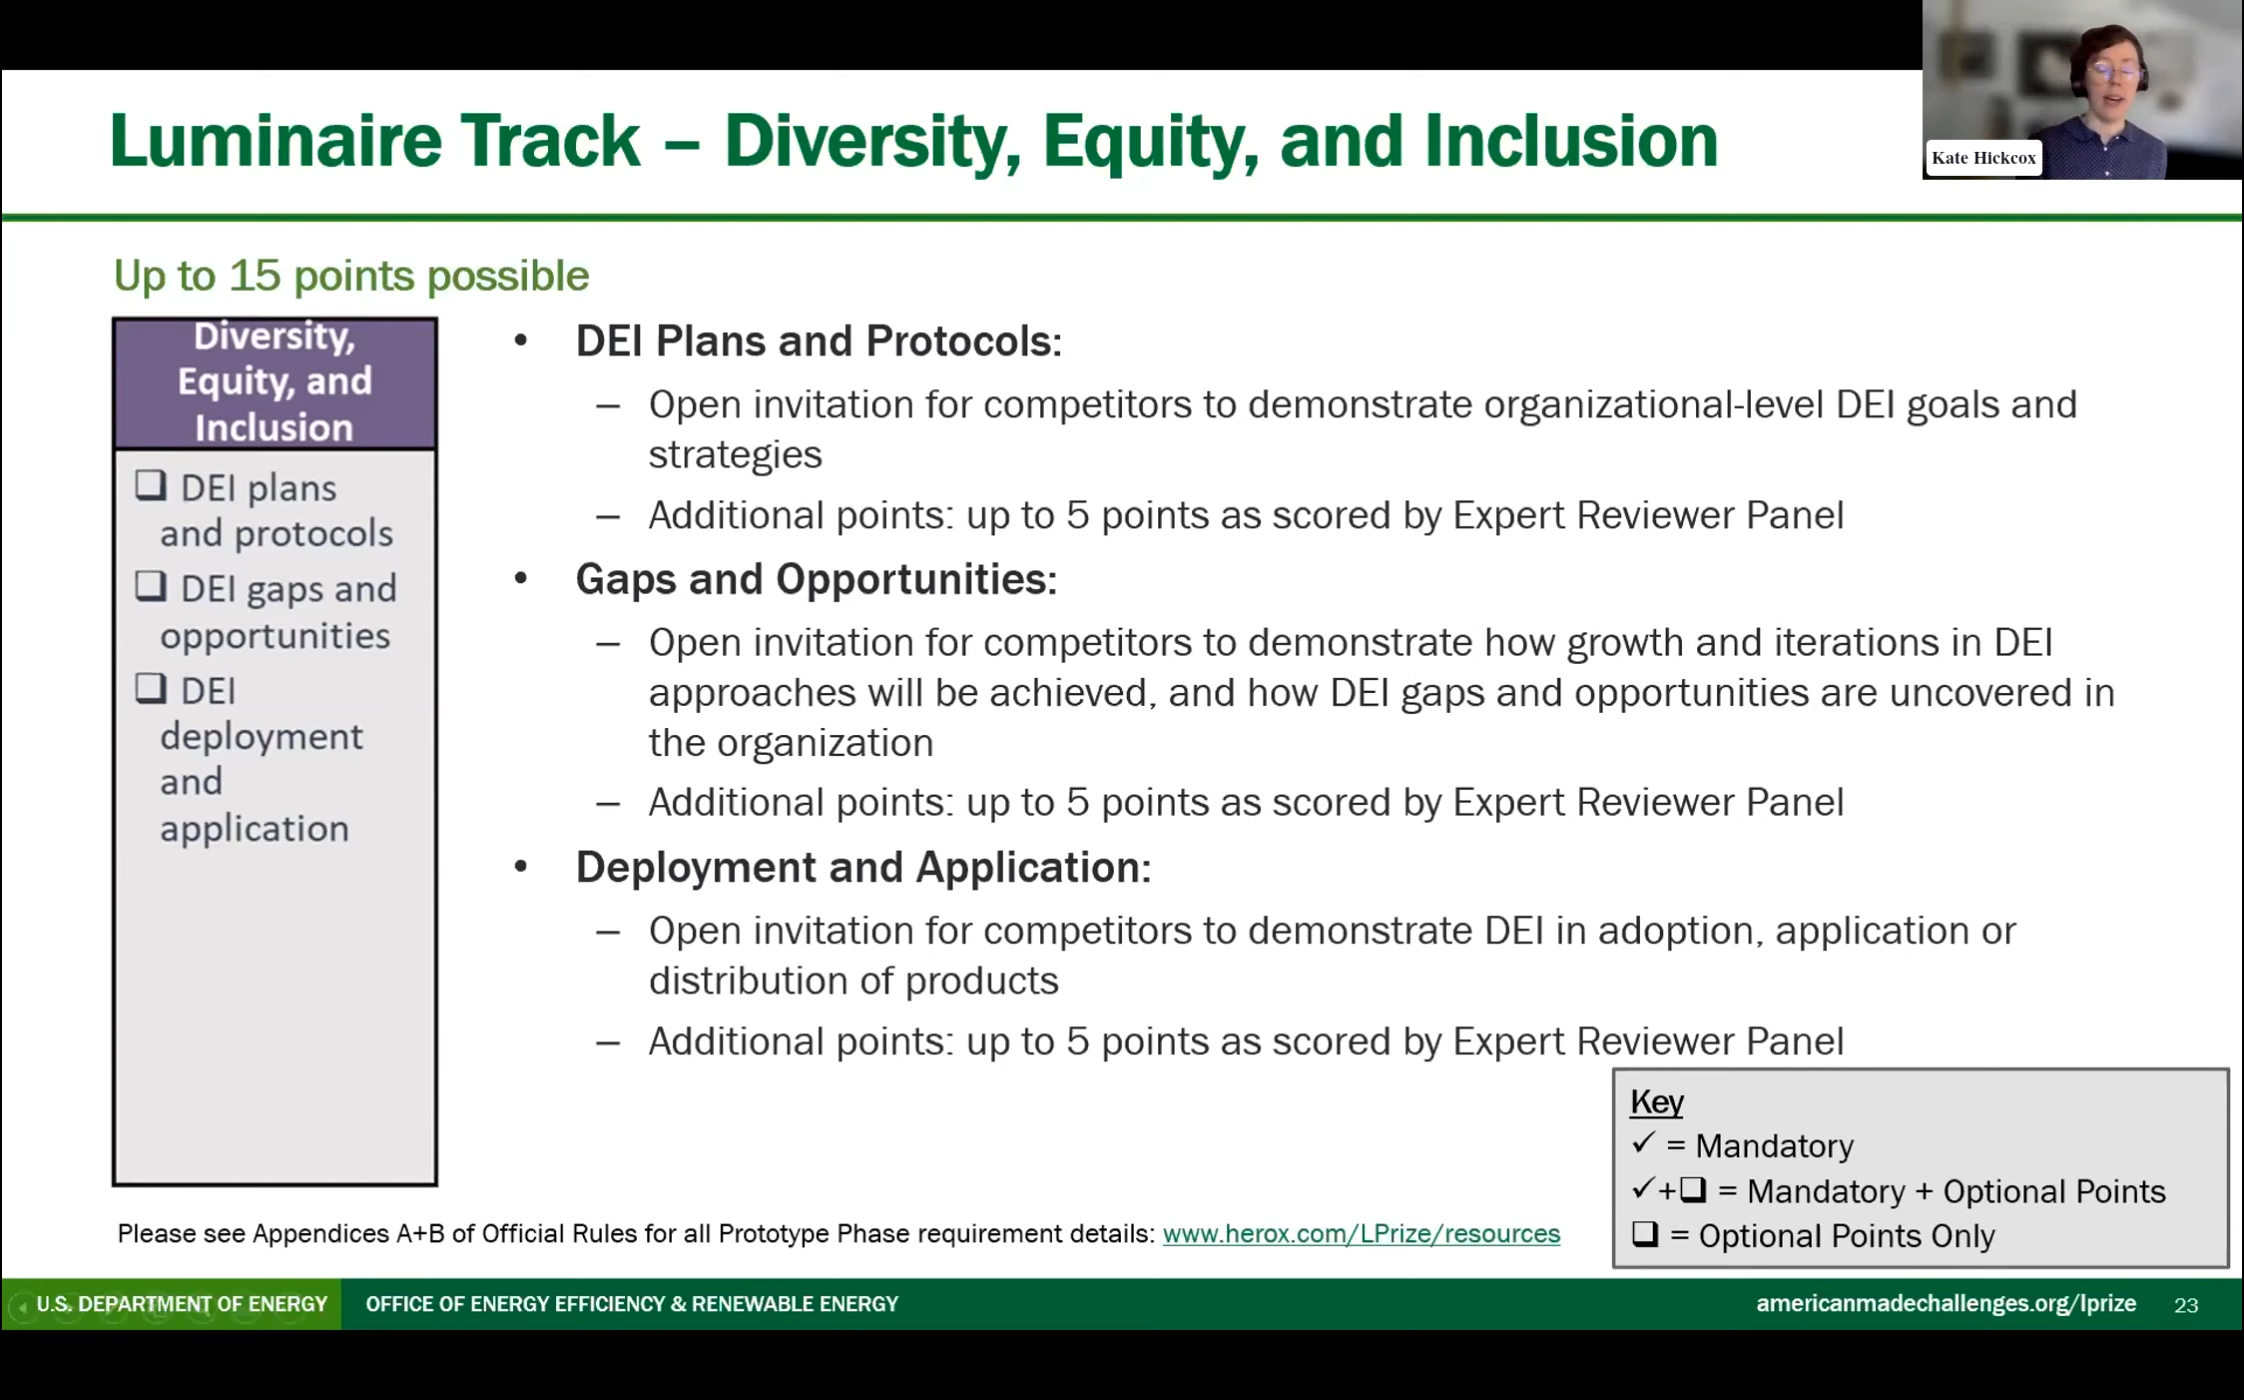 Luminaire Track – Diversity, Equity, and Inclusion
Kate Hickcox
Up to 15 points possible
Diversity,
Equity, and
Inclusion
❑ DEI plans
and protocols
❑ DEI gaps and
opportunities
❑ DEI
deployment
and
application
• DEI Plans and Protocols:
– Open invitation for competitors to demonstrate organizational-level DEI goals and
strategies
– Additional points: up to 5 points as scored by Expert Reviewer Panel
• Gaps and Opportunities:
– Open invitation for competitors to demonstrate how growth and iterations in DEI
approaches will be achieved, and how DEI gaps and opportunities are uncovered in
the organization
– Additional points: up to 5 points as scored by Expert Reviewer Panel
• Deployment and Application:
– Open invitation for competitors to demonstrate DEI in adoption, application or
distribution of products
– Additional points: up to 5 points as scored by Expert Reviewer Panel
Key
✓ = Mandatory
✓+❑ = Mandatory + Optional Points
❑ = Optional Points Only
Please see Appendices A+B of Official Rules for all Prototype Phase requirement details: www.herox.com/LPrize/resources
U.S. DEPARTMENT OF ENERGY OFFICE OF ENERGY EFFICIENCY & RENEWABLE ENERGY americanmadechallenges.org/lprize 23